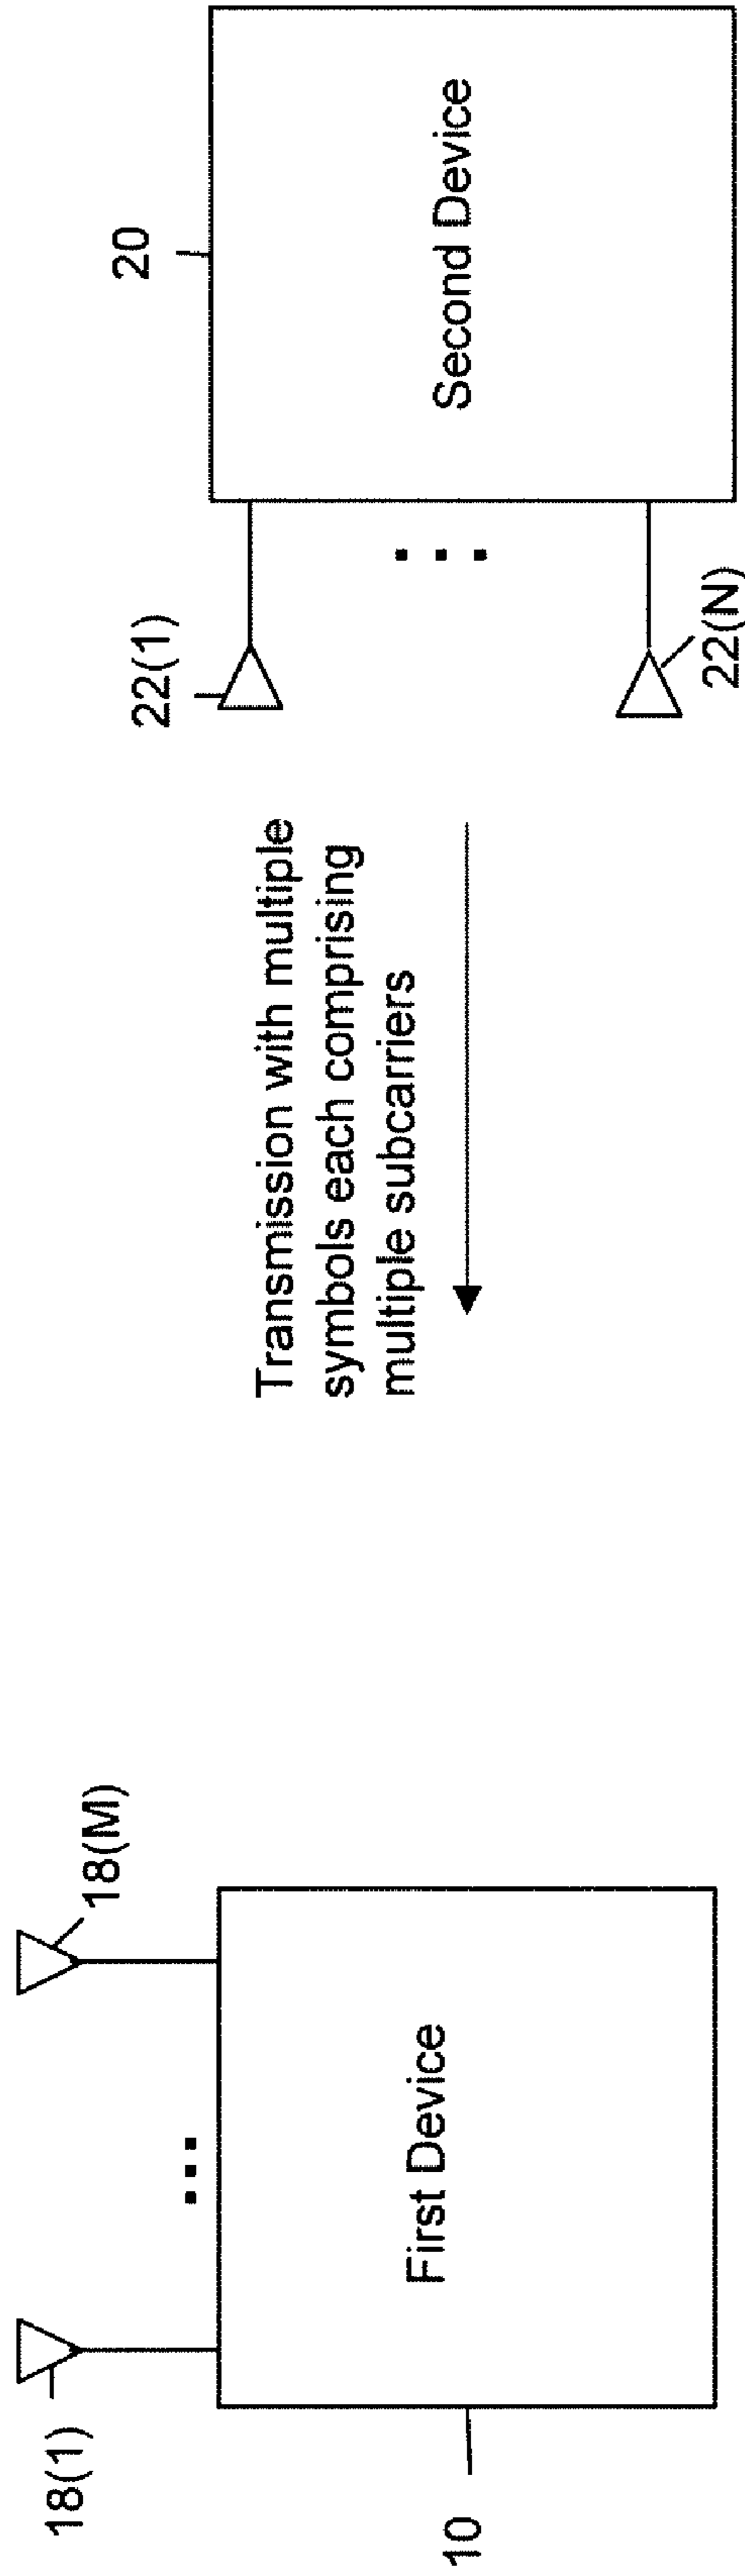 18(1)
18(M)
First Device
10
Transmission with multiple
symbols each comprising
multiple subcarriers
22(1)
22(N)
20
Second Device